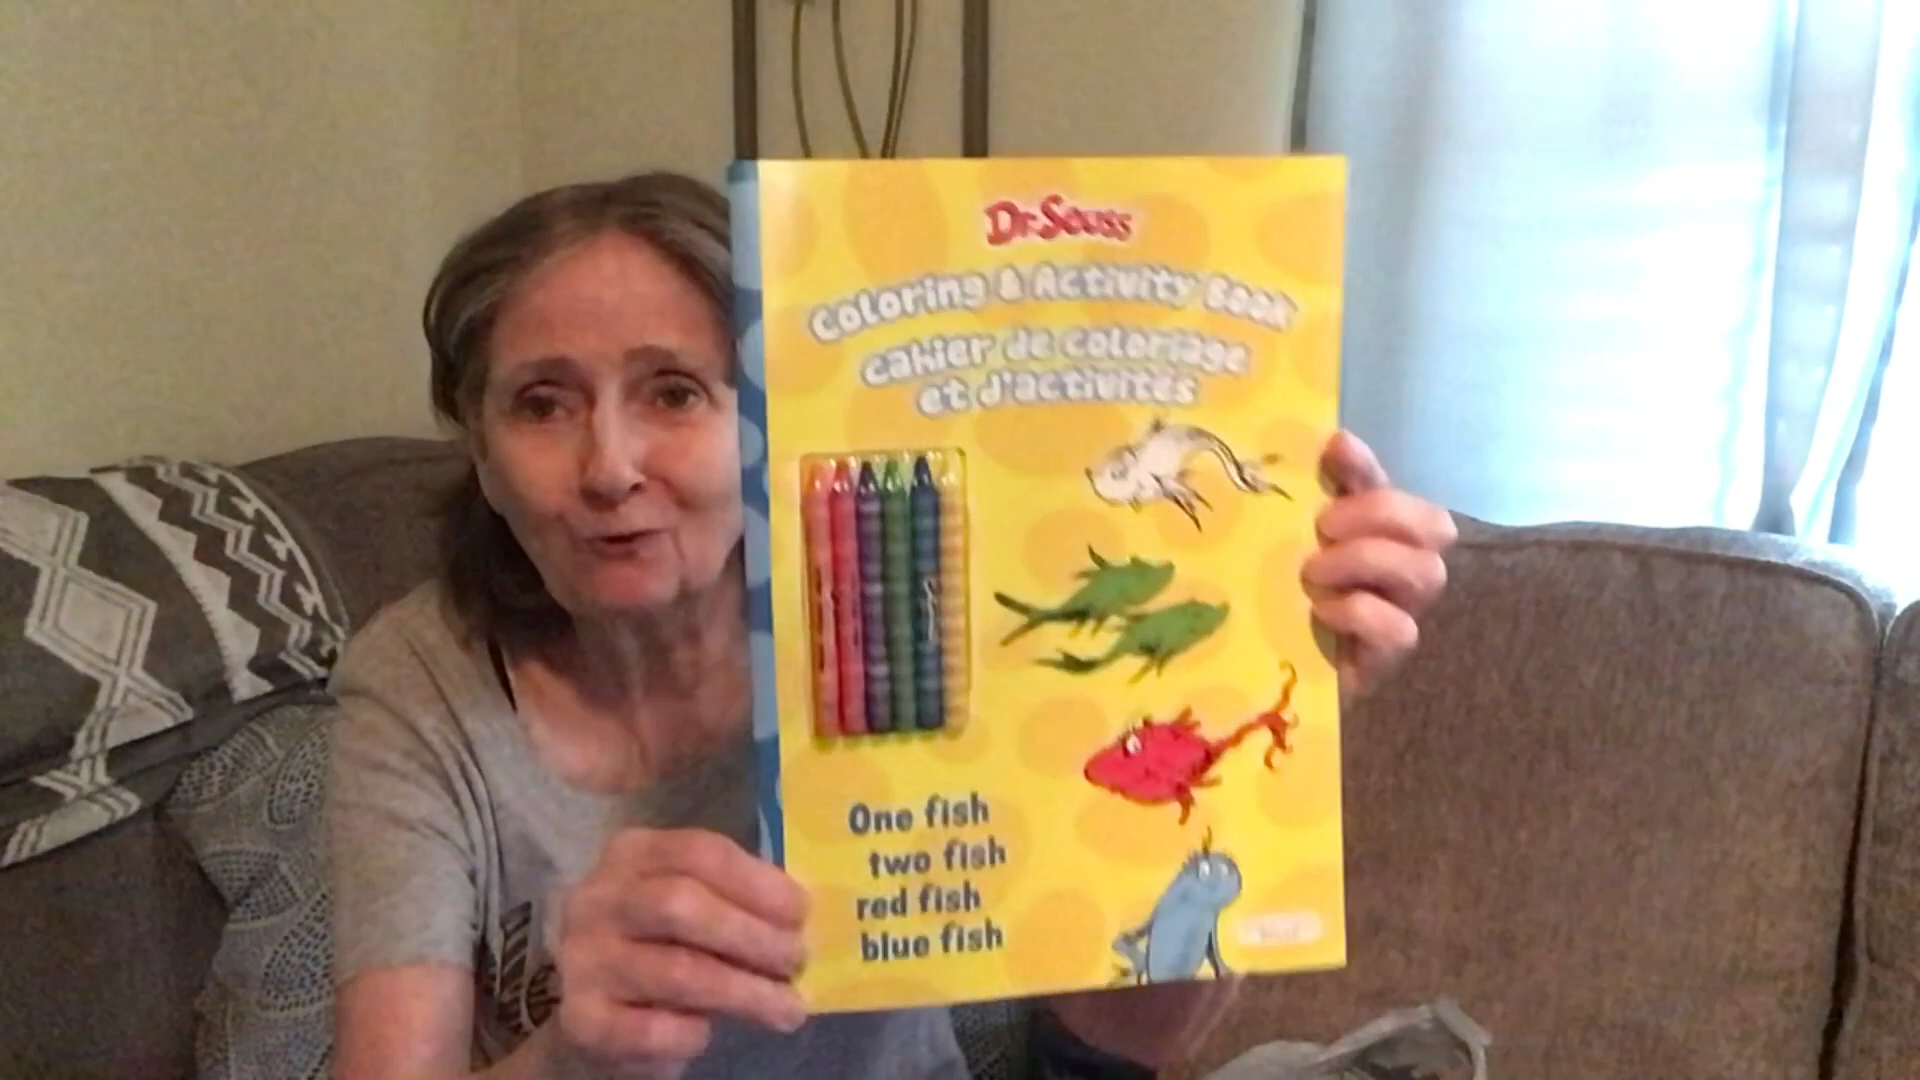 Dr. Seuss
Coloring & Activity Book
cahier de coloriage
et d'activités
One fish
two fish
red fish
blue fish